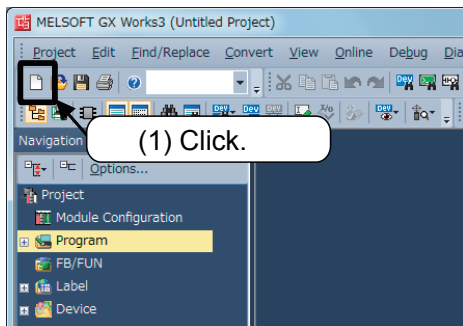 MELSOFT GX Works3 (Untitled Project)
Project Edit Find/Replace Convert View Online Debug Dia
(1) Click.
Navigation
Options...
Project
Module Configuration
Program
FB/FUN
Label
Device